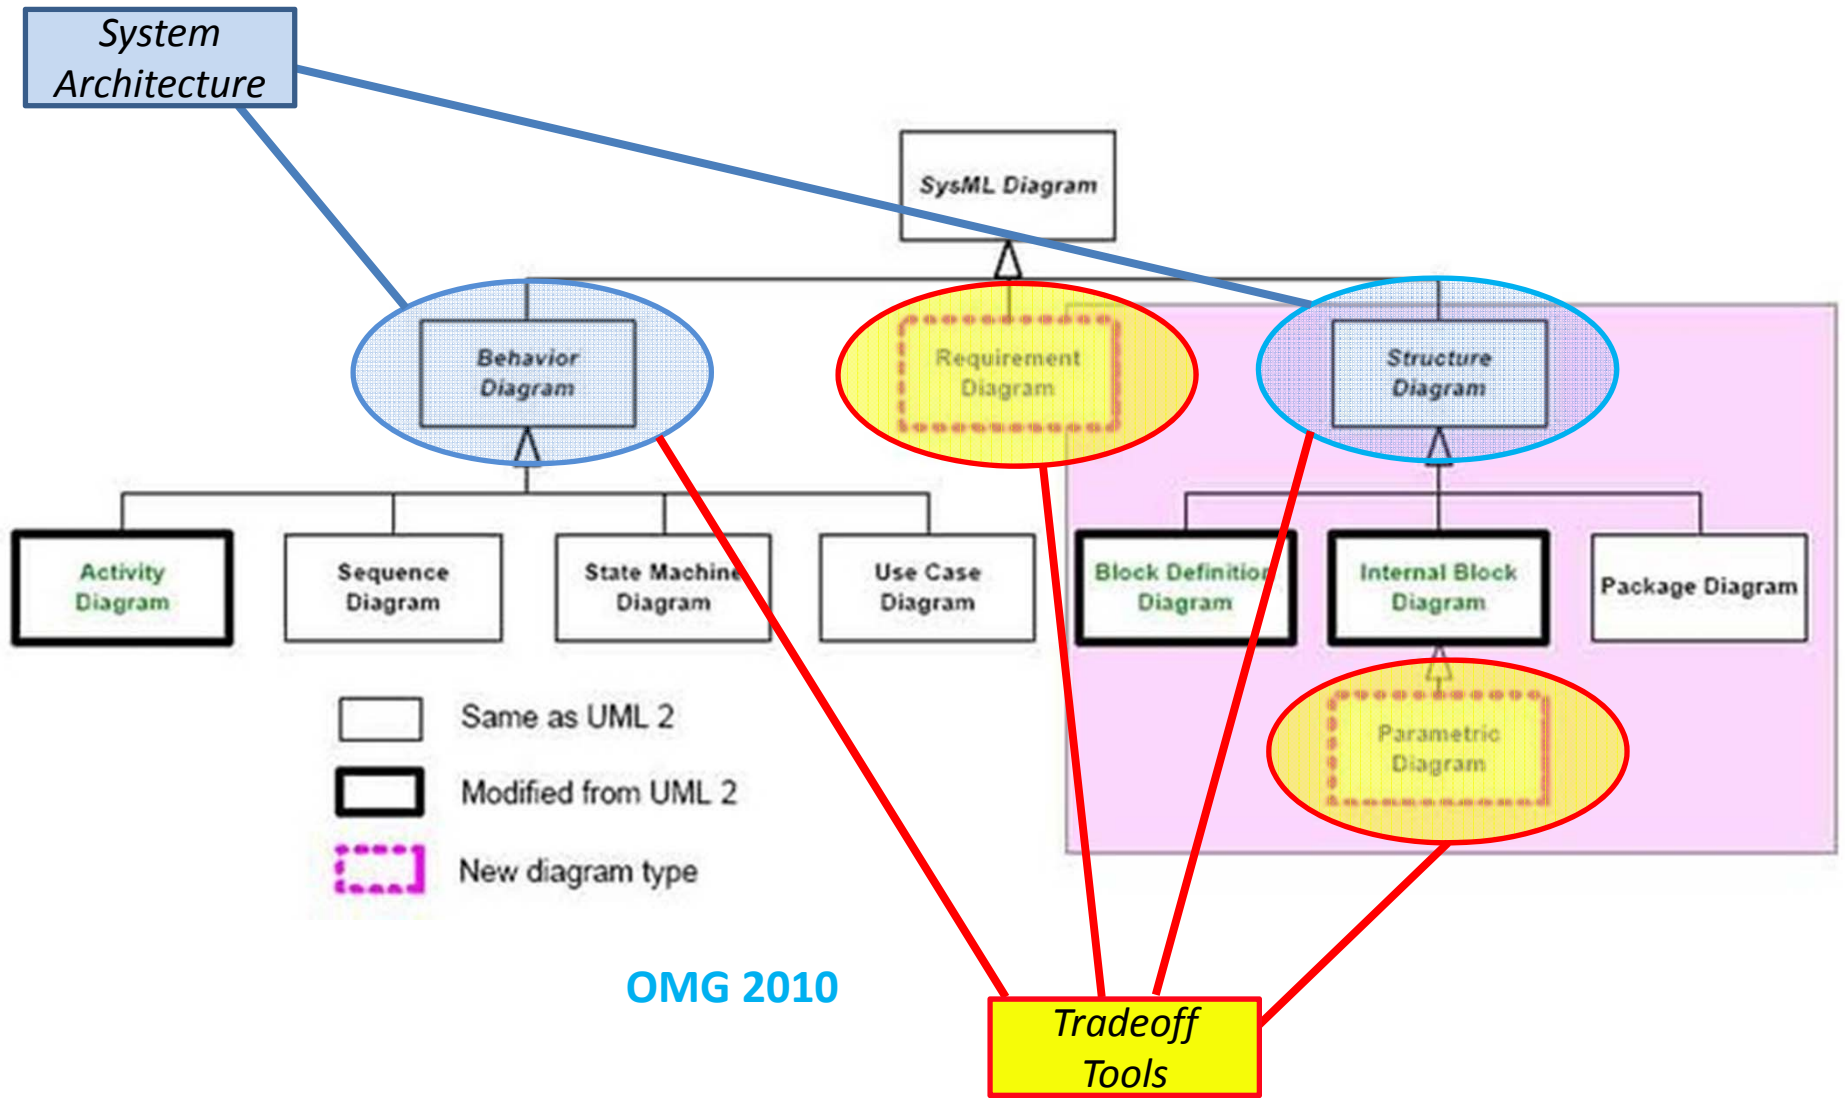 System
Architecture
SysML Diagram
Behavior
Diagram
Requirement
Diagram
Structure
Diagram
Activity
Diagram
Sequence
Diagram
State Machine
Diagram
Use Case
Diagram
Block Definition
Diagram
Internal Block
Diagram
Package Diagram
Parametric
Diagram
Same as UML 2
Modified from UML 2
New diagram type
OMG 2010
Tradeoff
Tools